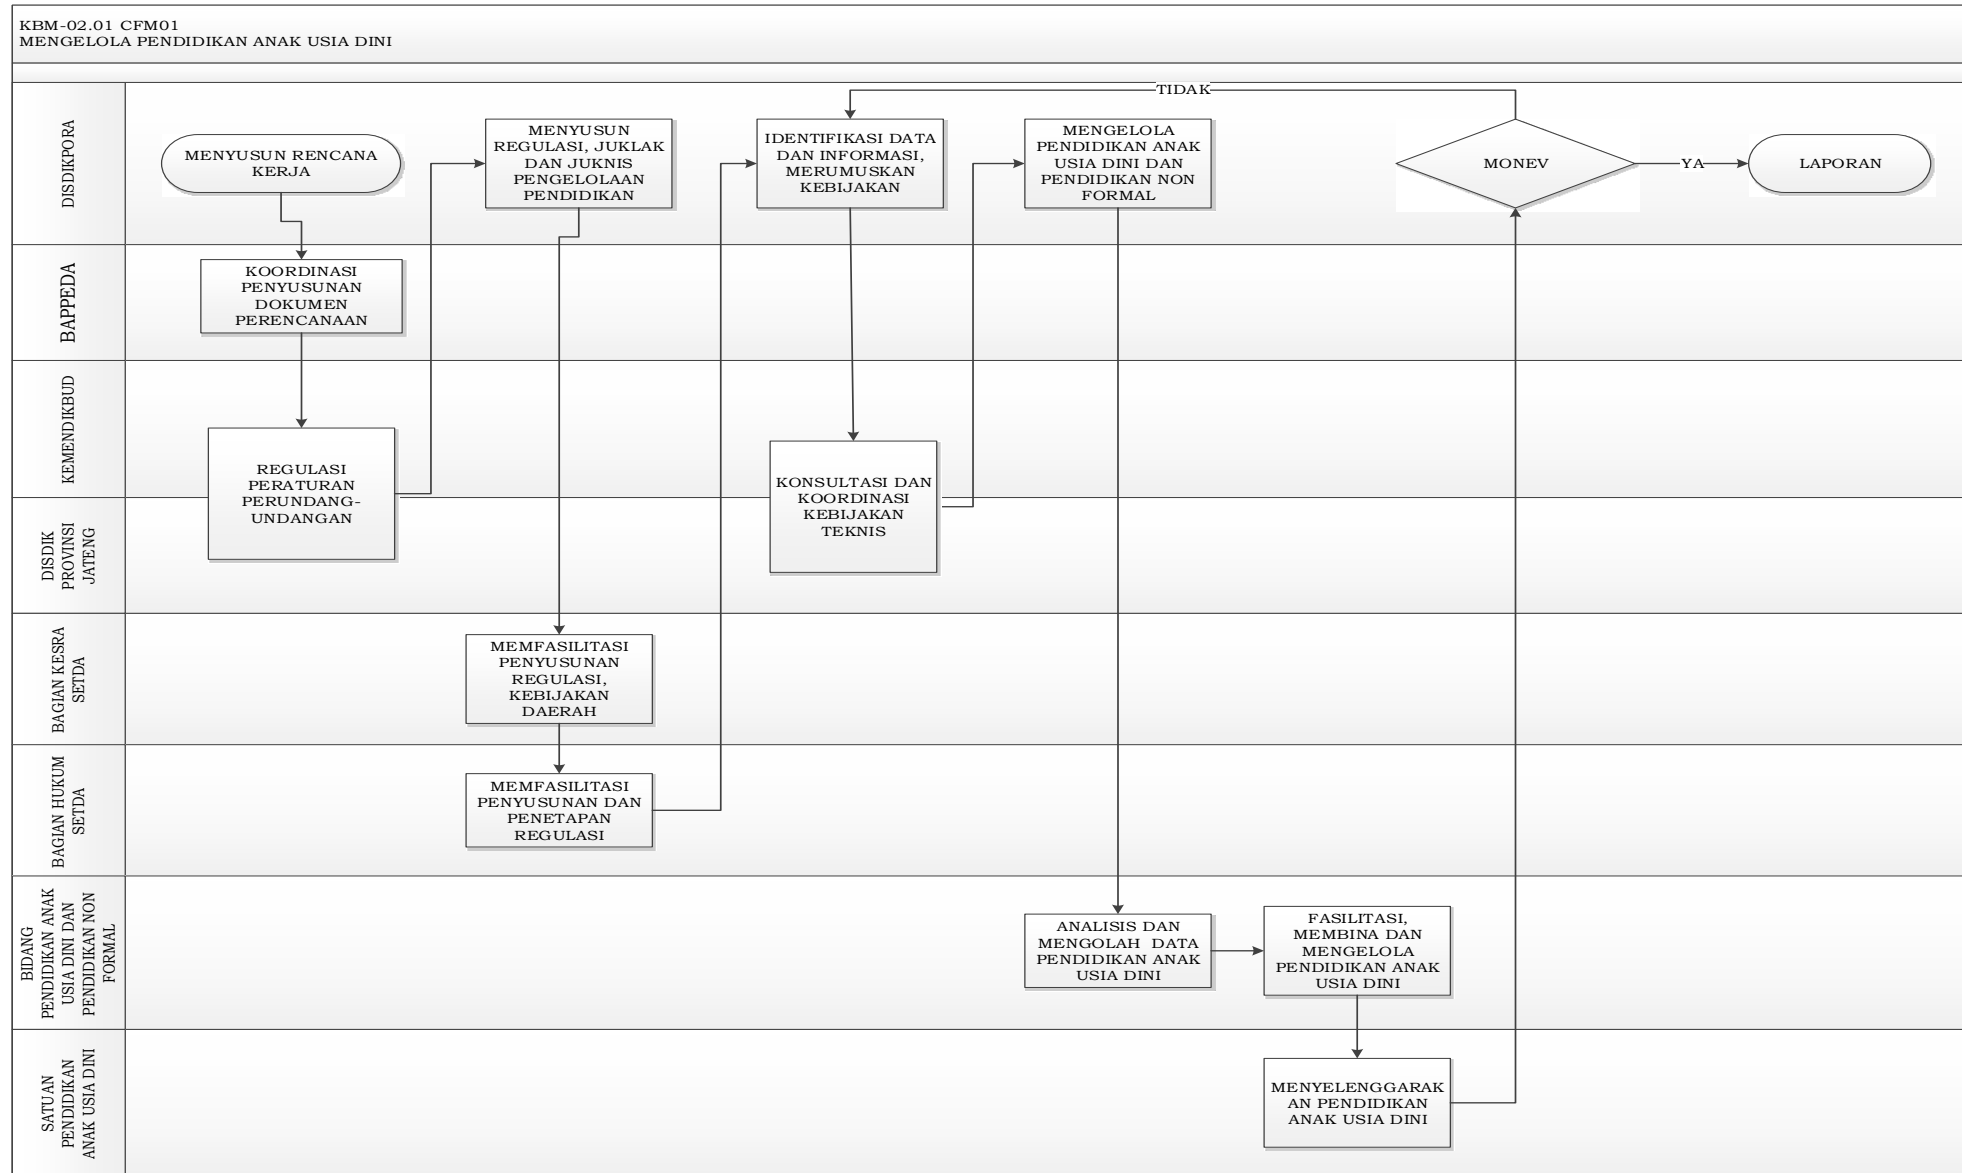 KBM-02.01 CFM01
MENGELOLA PENDIDIKAN ANAK USIA DINI
DISDIKPORA
MENYUSUN RENCANA
KERJA
MENYUSUN
REGULASI, JUKLAK
DAN JUKNIS
PENGELOLAAN
PENDIDIKAN
IDENTIFIKASI DATA
DAN INFORMASI,
MERUMUSKAN
KEBIJAKAN
MENGELOLA
PENDIDIKAN ANAK
USIA DINI DAN
PENDIDIKAN NON
FORMAL
TIDAK
MONEV
YA
LAPORAN
BAPPEDA
KOORDINASI
PENYUSUNAN
DOKUMEN
PERENCANAAN
KEMENDIKBUD
REGULASI
PERATURAN
PERUNDANG-
UNDANGAN
KONSULTASI DAN
KOORDINASI
KEBIJAKAN
TEKNIS
DISDIK
PROVINSI
JATENG
BAGIAN KESRA
SETDA
MEMFASILITASI
PENYUSUNAN
REGULASI,
KEBIJAKAN
DAERAH
BAGIAN HUKUM
SETDA
MEMFASILITASI
PENYUSUNAN DAN
PENETAPAN
REGULASI
BIDANG
PENDIDIKAN ANAK
USIA DINI DAN
PENDIDIKAN NON
FORMAL
ANALISIS DAN
MENGOLAH DATA
PENDIDIKAN ANAK
USIA DINI
FASILITASI,
MEMBINA DAN
MENGELOLA
PENDIDIKAN ANAK
USIA DINI
SATUAN
PENDIDIKAN
ANAK USIA DINI
MENYELENGGARAK
AN PENDIDIKAN
ANAK USIA DINI